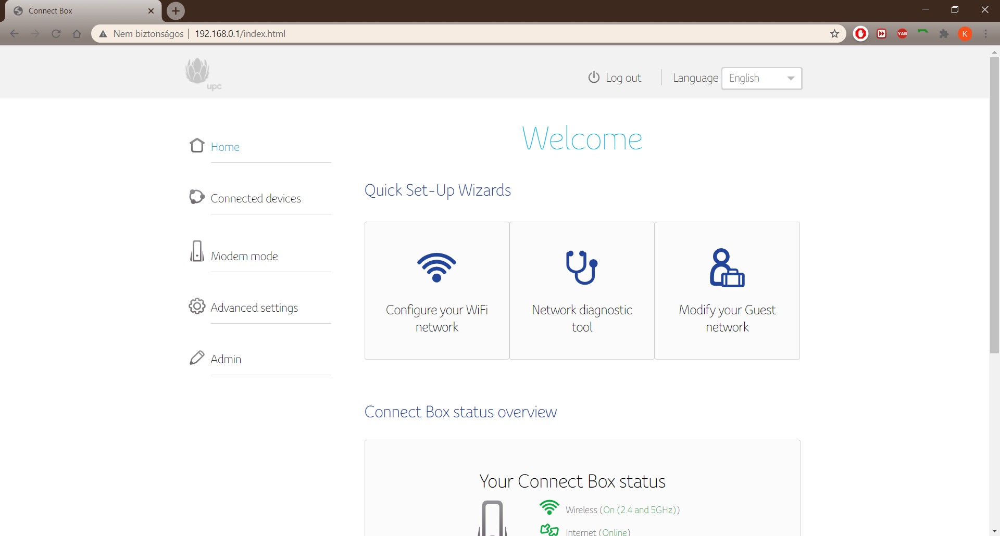 Connect Box
Nem biztonságos | 192.168.0.1/index.html
YAB
K
upc
Log out
Language
English
Welcome
Home
Connected devices
Modem mode
Advanced settings
Admin
Quick Set-Up Wizards
Configure your WiFi
network
Network diagnostic
tool
Modify your Guest
network
Connect Box status overview
Your Connect Box status
Wireless (On (2.4 and 5GHz))
Internet (Online)